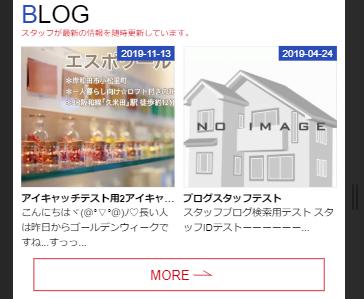 BLOG
スタッフが最新の情報を随時更新しています。
2019-11-13
エスポワール
※岸和田市小松里町
※一人暮らし向け☆ロフト付き
※阪和線「久米田」駅 徒歩約12分
アイキャッチテスト用2アイキャ...
こんにちはヾ(@°▽°@)ﾉ♡長い人
は昨日からゴールデンウィークで
すね...すっっ...
2019-04-24
NO IMAGE
ブログスタッフテスト
スタッフブログ検索用テスト スタ
ッフIDテストーーーーーー...
MORE